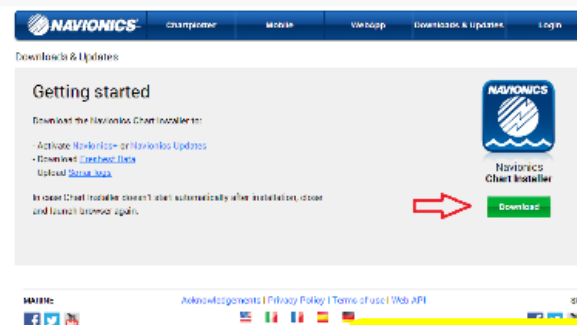 NAVIONICS Chartplotter Mobile WebApp Downloads & Updates Login
Downloads & Updates
Getting started
Download the Navionics Chart Installer to:
- Activate Navionics+ or Navionics Updates
- Download Freshest Data
- Upload Sonar logs
In case Chart Installer doesn't start automatically after installation, close
and launch browser again.
NAVIONICS
Navionics
Chart Installer
Download
MARINE
Acknowledgements | Privacy Policy | Terms of use | Web API